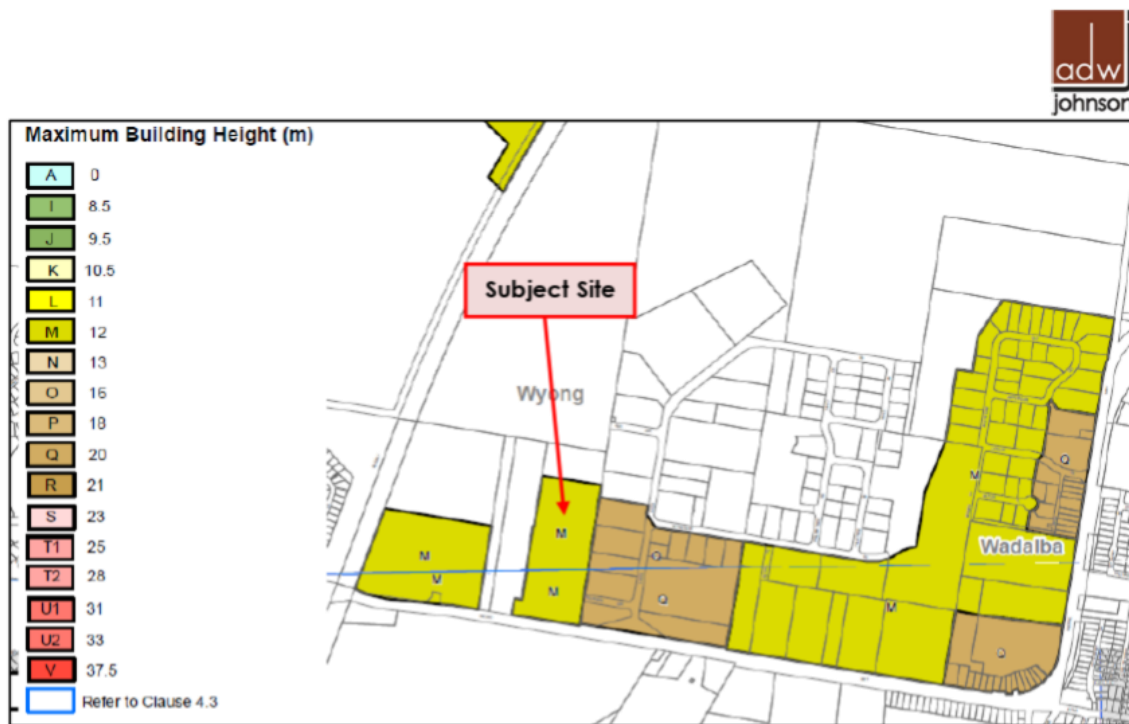 adw
johnson
Maximum Building Height (m)
A 0
I 8.5
J 9.5
K 10.5
L 11
M 12
N 13
O 16
P 18
Q 20
R 21
S 23
T1 25
T2 28
U1 31
U2 33
V 37.5
Refer to Clause 4.3
Subject Site
Wyong
Q
M
M
M
Q
Wadalba
M
M
M
Q
M
Q